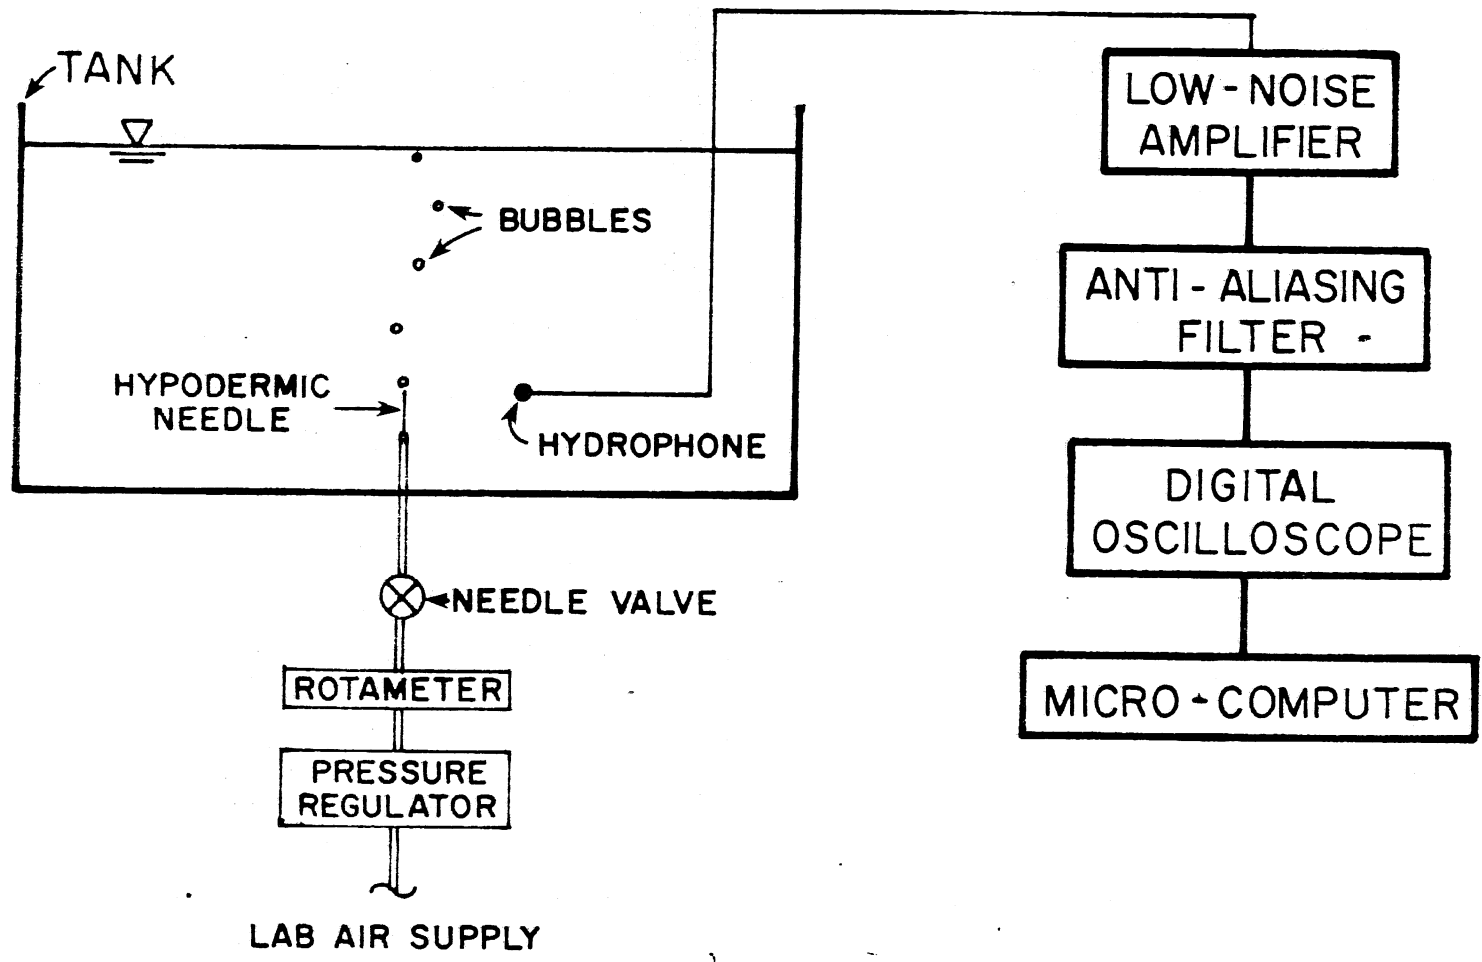 TANK
BUBBLES
HYPODERMIC
NEEDLE
HYDROPHONE
NEEDLE VALVE
ROTAMETER
PRESSURE
REGULATOR
LAB AIR SUPPLY
LOW-NOISE
AMPLIFIER
ANTI-ALIASING
FILTER
DIGITAL
OSCILLOSCOPE
MICRO-COMPUTER